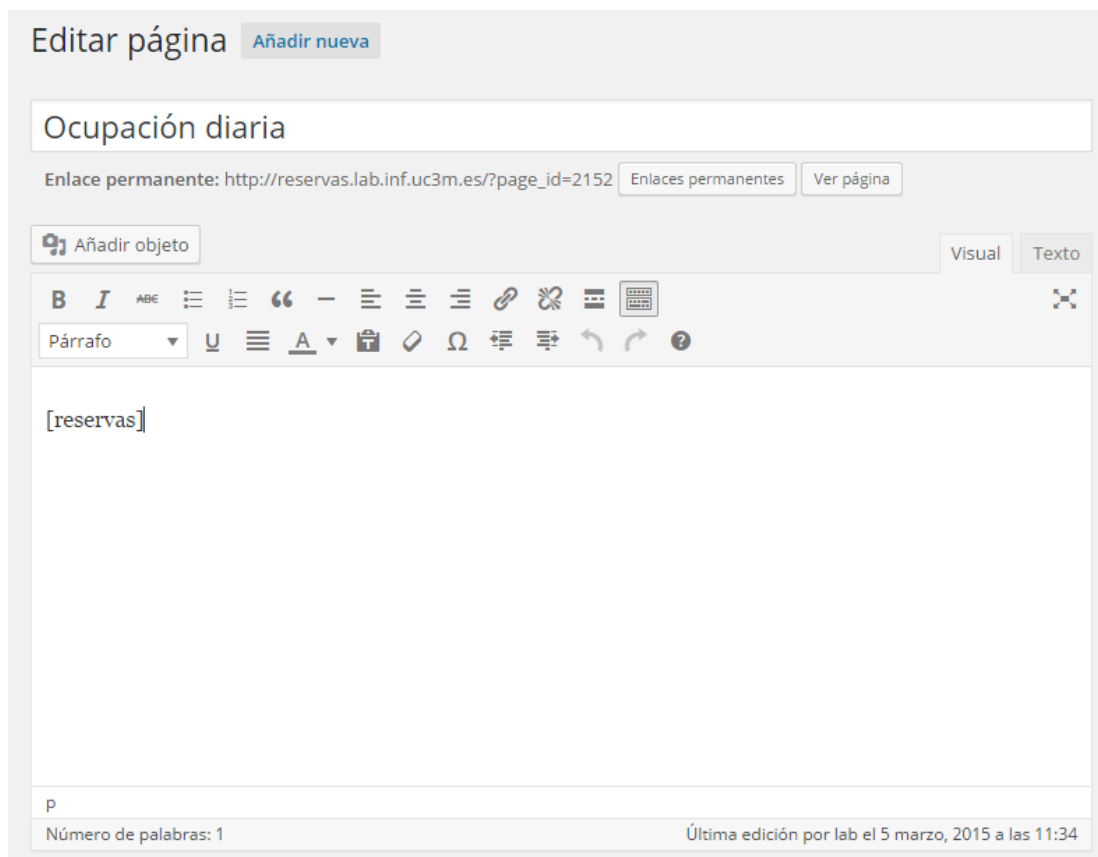 Editar página Añadir nueva
Ocupación diaria
Enlace permanente: http://reservas.lab.inf.uc3m.es/?page_id=2152 Enlaces permanentes Ver página
Añadir objeto Visual Texto
B I ABC
Párrafo U A T Ω ?
[reservas]
p
Número de palabras: 1 Última edición por lab el 5 marzo, 2015 a las 11:34